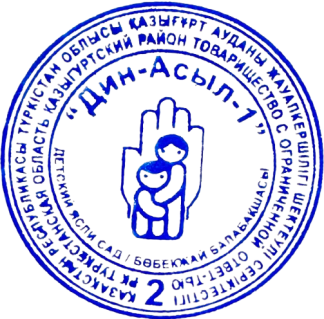 ҚАЗАҚСТАН РЕСПУБЛИКАСЫ ТҮРКІСТАН ОБЛЫСЫ ҚАЗЫҒҰРТ АУДАНЫ ЖАУАПКЕРШІЛІГІ ШЕКТЕУЛІ СЕРІКТЕСТІГІ
РК ТУРКЕСТАНСКАЯ ОБЛАСТЬ КАЗЫГУРТСКИЙ РАЙОН ТОВАРИЩЕСТВО С ОГРАНИЧЕННОЙ ОТВЕТ-ТЬЮ
"Дин-Асыл-1"
ДЕТСКИЙ ЯСЛИ САД / БӨБЕКЖАЙ БАЛАБАҚШАСЫ
2